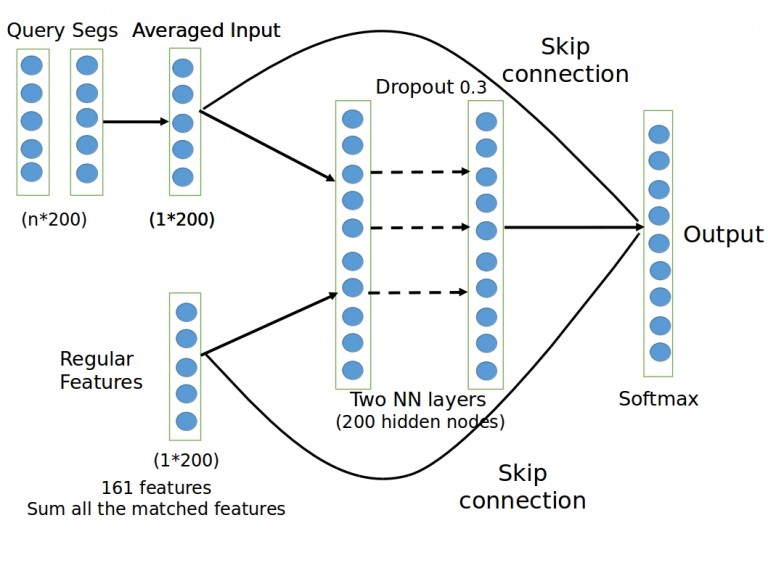 Query Segs
Averaged Input
Skip
connection
Dropout 0.3
(n*200)
(1*200)
Output
Regular
Features
Two NN layers
(200 hidden nodes)
Softmax
(1*200)
161 features
Sum all the matched features
Skip
connection